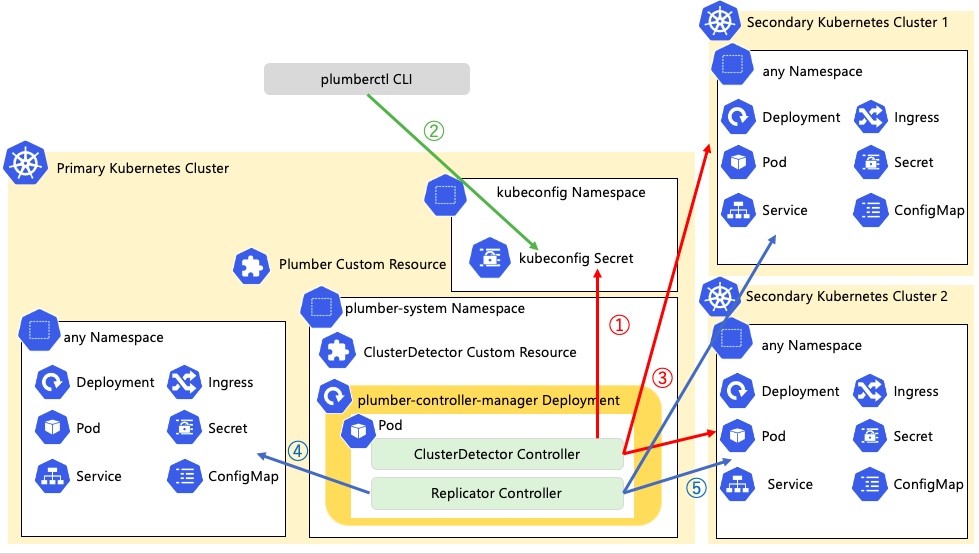 Secondary Kubernetes Cluster 1
any Namespace
Deployment
Ingress
Pod
Secret
Service
ConfigMap
plumberctl CLI
②
Primary Kubernetes Cluster
kubeconfig Namespace
kubeconfig Secret
Plumber Custom Resource
plumber-system Namespace
①
ClusterDetector Custom Resource
③
plumber-controller-manager Deployment
Pod
ClusterDetector Controller
Replicator Controller
any Namespace
Deployment
Ingress
Pod
Secret
Service
ConfigMap
④
⑤
Secondary Kubernetes Cluster 2
any Namespace
Deployment
Ingress
Pod
Secret
Service
ConfigMap